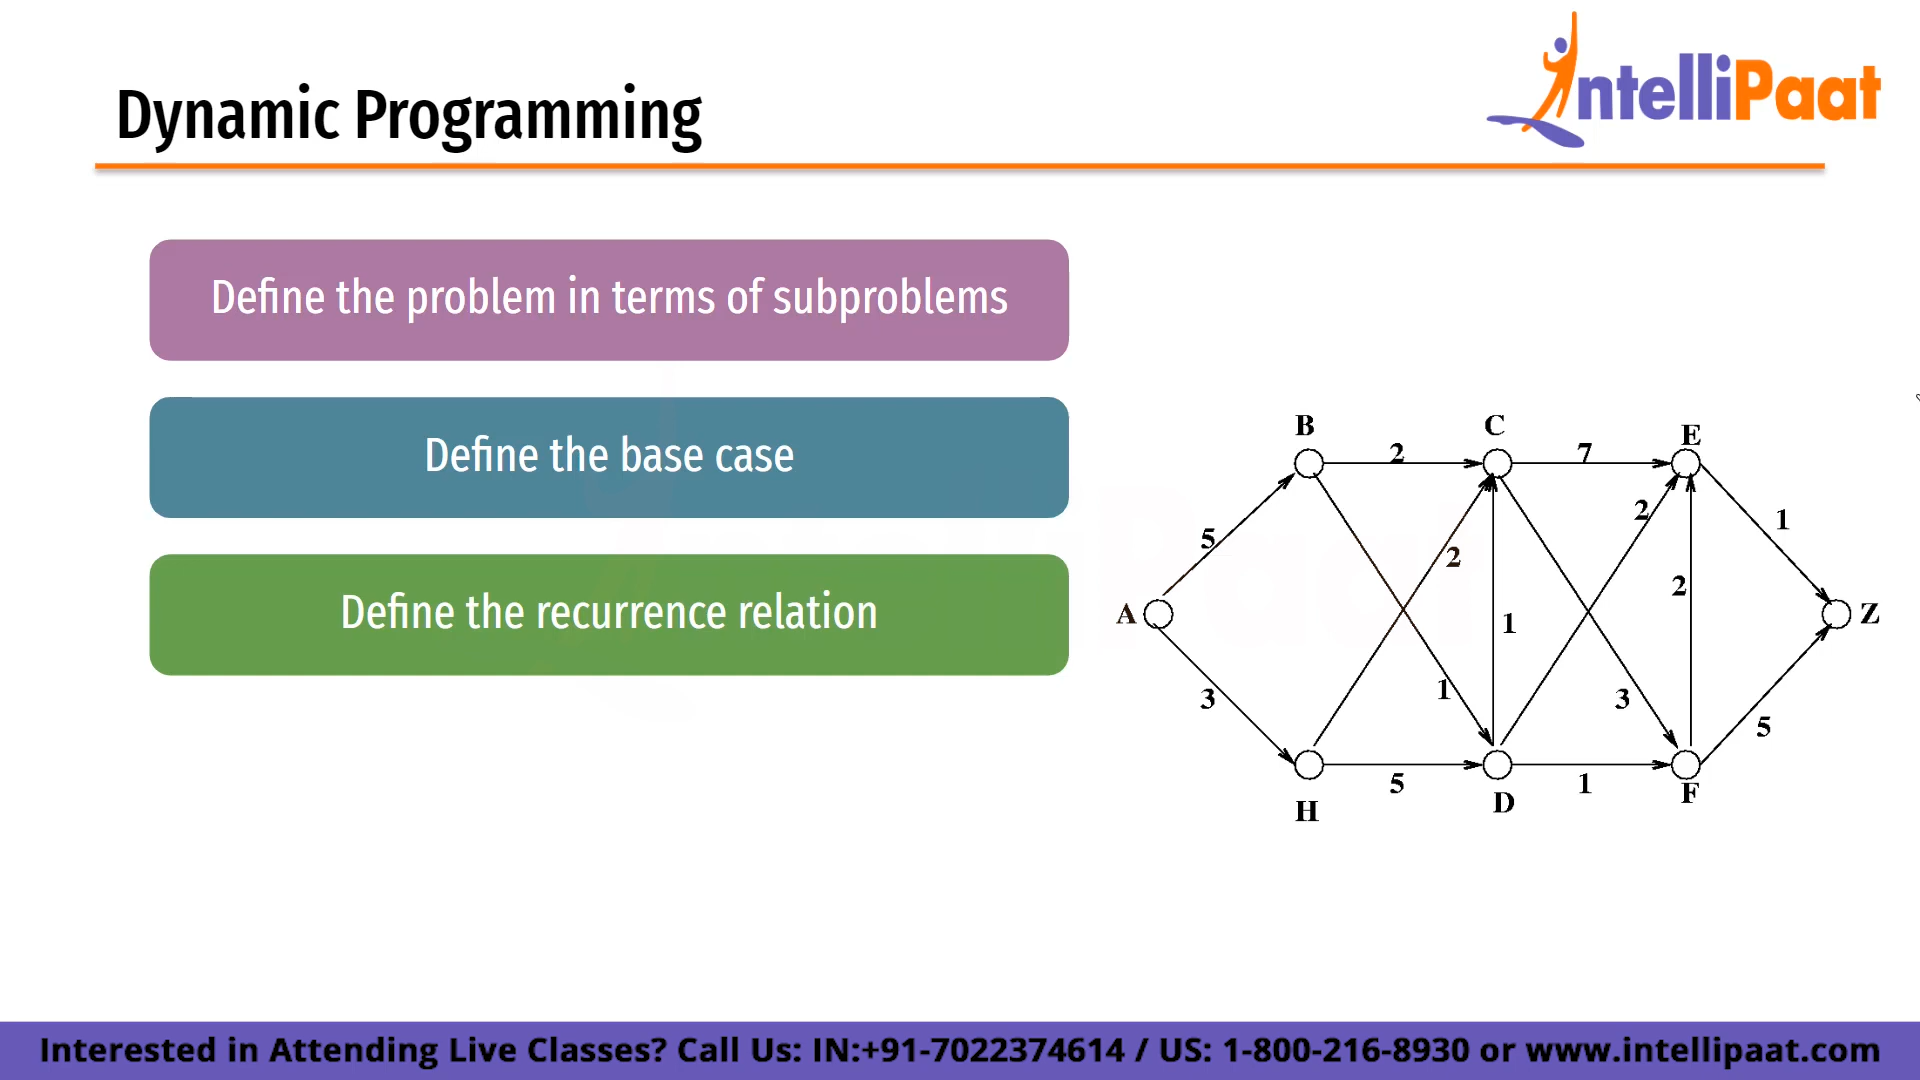 Dynamic Programming
IntelliPaat
Define the problem in terms of subproblems
Define the base case
Define the recurrence relation
B
C
E
2
7
5
2
1
2
2
A
1
Z
3
1
3
5
5
1
H
D
F
Interested in Attending Live Classes? Call Us: IN:+91-7022374614 / US: 1-800-216-8930 or www.intellipaat.com